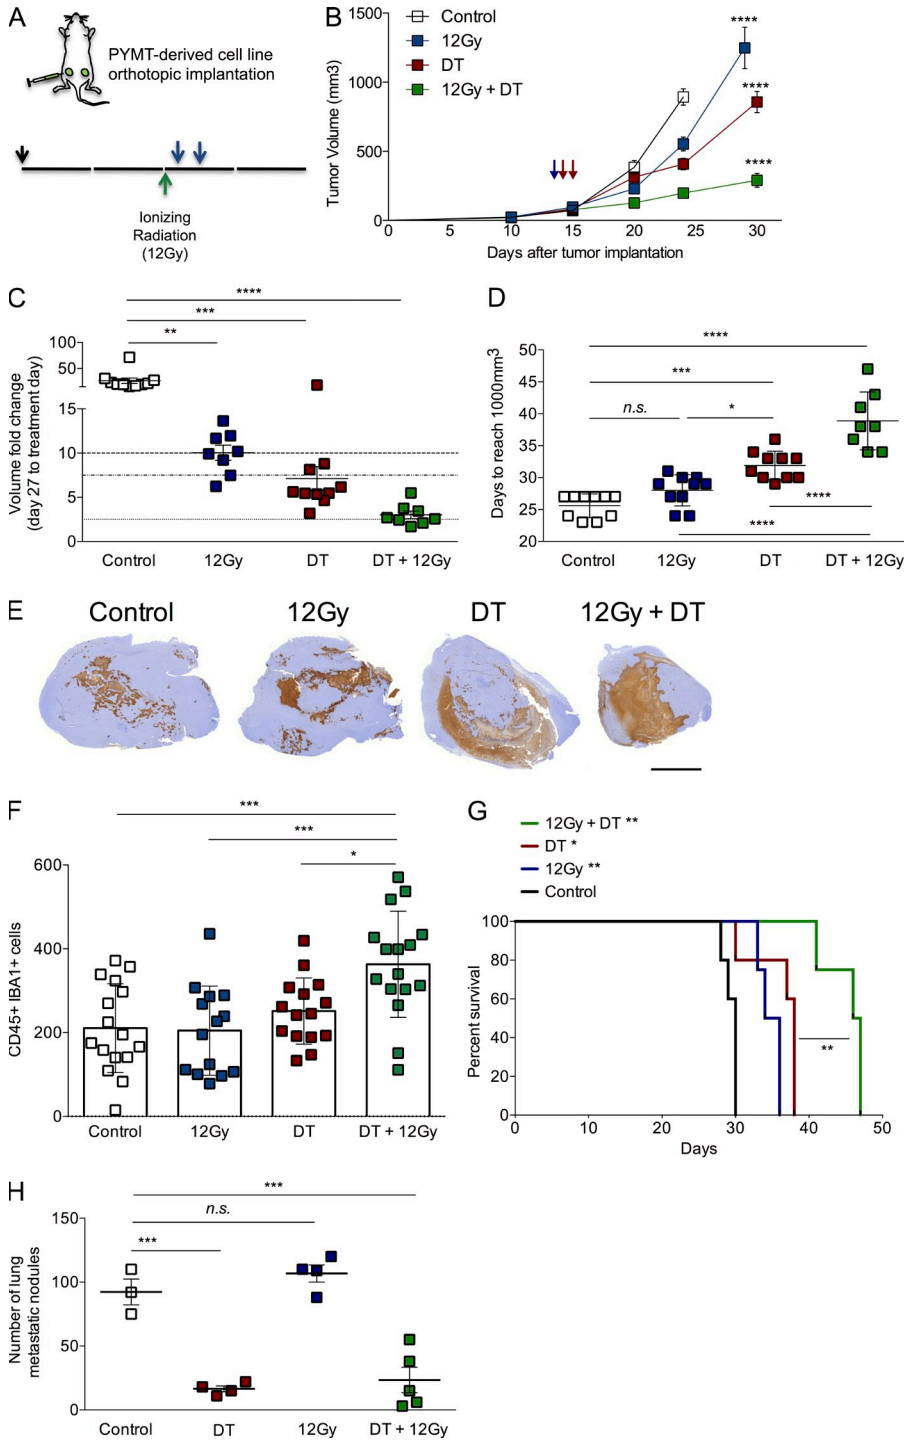 A
PYMT-derived cell line
orthotopic implantation
Ionizing
Radiation
(12Gy)
B
Control
12Gy
DT
12Gy + DT
Tumor Volume (mm3)
1500
1000
500
0
****
****
****
0 5 10 15 20 25 30
Days after tumor implantation
C
****
***
**
Volume fold change
(day 27 to treatment day)
100
50
15
10
5
0
Control 12Gy DT DT + 12Gy
D
****
***
n.s. *
****
****
Days to reach 1000mm³
50
45
40
35
30
25
20
Control 12Gy DT DT + 12Gy
E
Control 12Gy DT 12Gy + DT
F
***
***
*
CD45+ IBA1+ cells
600
400
200
0
Control 12Gy DT DT + 12Gy
G
12Gy + DT **
DT *
12Gy **
Control
Percent survival
100
80
60
40
20
0
**
0 10 20 30 40 50
Days
H
***
n.s.
***
Number of lung
metastatic nodules
150
100
50
0
Control DT 12Gy DT + 12Gy